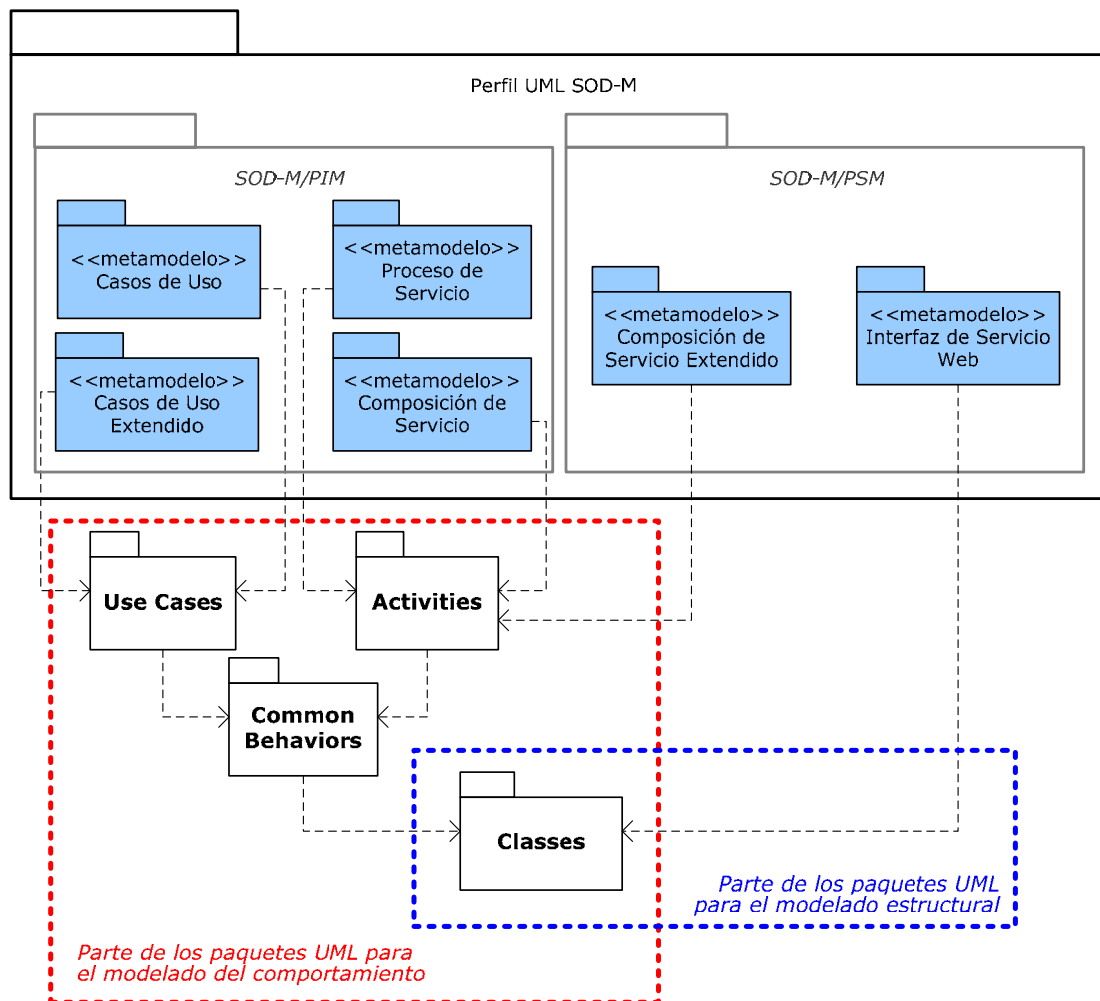 Perfil UML SOD-M
SOD-M/PIM
<<metamodelo>>
Casos de Uso
<<metamodelo>>
Proceso de
Servicio
<<metamodelo>>
Casos de Uso
Extendido
<<metamodelo>>
Composición de
Servicio
SOD-M/PSM
<<metamodelo>>
Composición de
Servicio Extendido
<<metamodelo>>
Interfaz de Servicio
Web
Use Cases
Activities
Common
Behaviors
Classes
Parte de los paquetes UML
para el modelado estructural
Parte de los paquetes UML para
el modelado del comportamiento